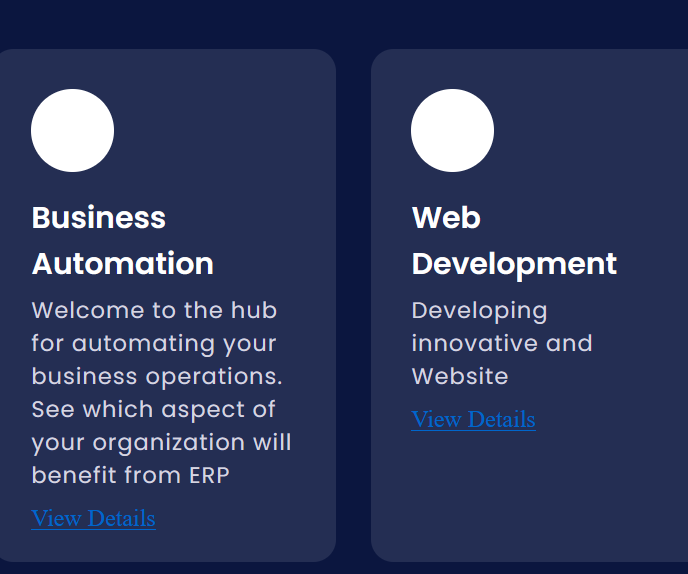 Business
Automation
Welcome to the hub
for automating your
business operations.
See which aspect of
your organization will
benefit from ERP
View Details
Web
Development
Developing
innovative and
Website
View Details